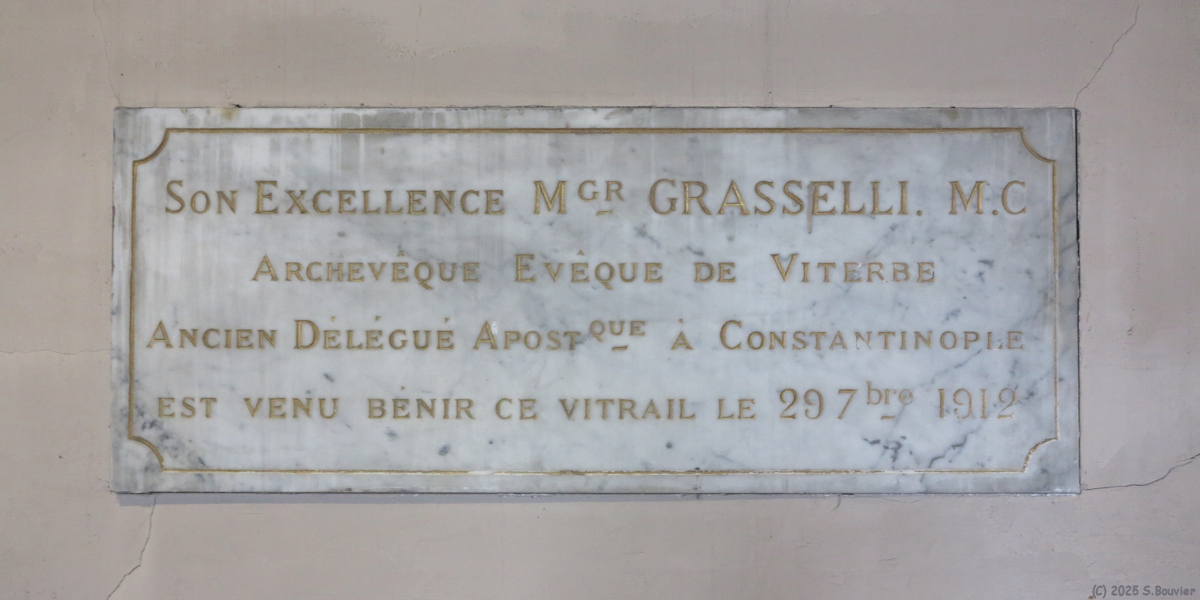 SON EXCELLENCE MGR GRASSELLI. M.C
ARCHEVÊQUE EVÊQUE DE VITERBE
ANCIEN DÉLÉGUÉ APOSTQUE À CONSTANTINOPLE
EST VENU BÉNIR CE VITRAIL LE 29 7bre 1912
(C) 2025 S.Bouvier